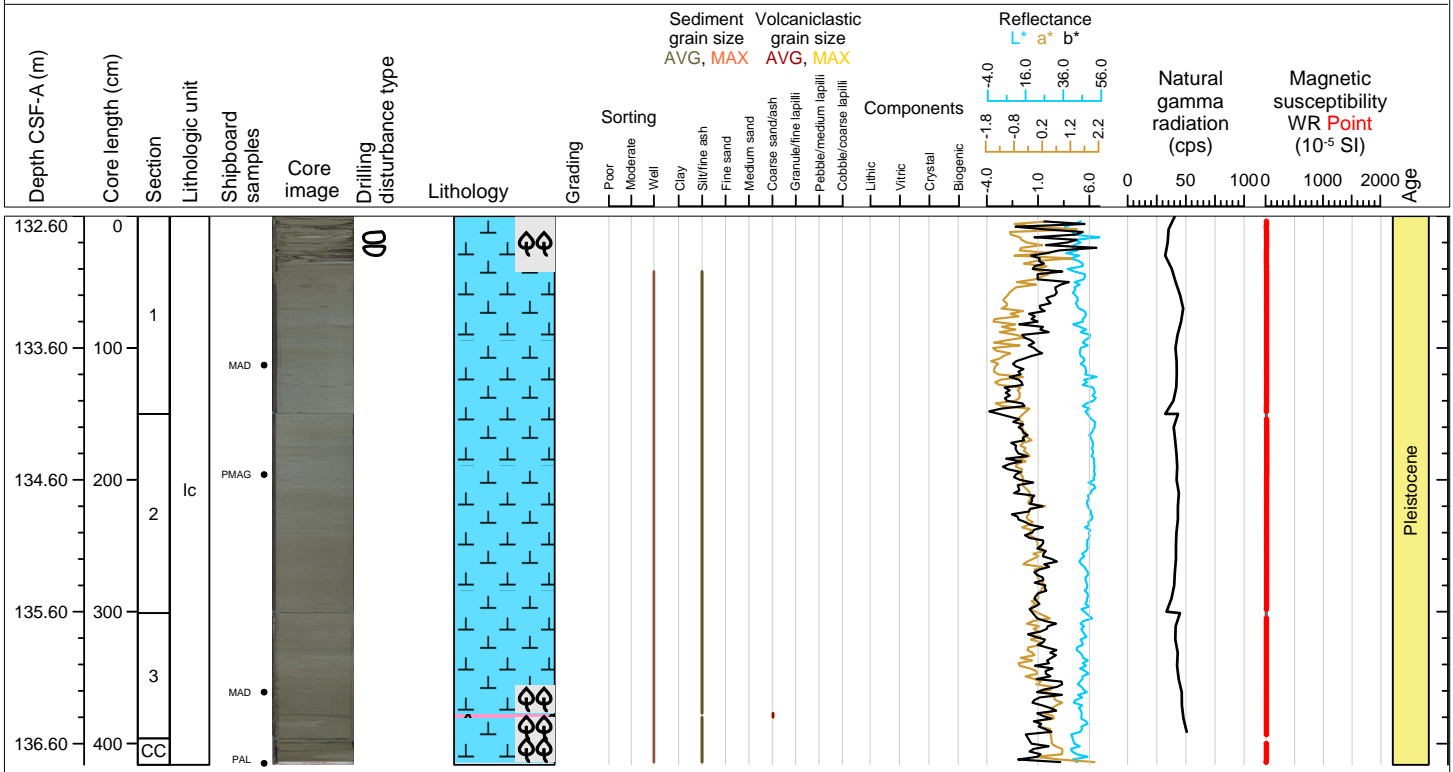 Depth CSF-A (m)
Core length (cm)
Section
Lithologic unit
Shipboard
samples
Core
image
Drilling
disturbance type
Lithology
Grading
Sorting
Poor
Moderate
Well
Sediment
grain size
AVG, MAX
Volcaniclastic
grain size
AVG, MAX
Clay
Silt/fine ash
Fine sand
Medium sand
Coarse sand/ash
Granule/fine lapilli
Pebble/medium lapilli
Cobble/coarse lapilli
Components
Lithic
Vitric
Crystal
Biogenic
Reflectance
L* a* b*
-4.0 16.0 36.0 56.0
-1.8 -0.8 0.2 1.2 2.2
-4.0 1.0 6.0
Natural
gamma
radiation
(cps)
0 50 100
Magnetic
susceptibility
WR Point
(10-5 SI)
0 0 1000 2000
Age
132.60 0
1
133.60 100
MAD
134.60 200
PMAG
Ic
2
Pleistocene
135.60 300
3
MAD
136.60 400
CC
PAL